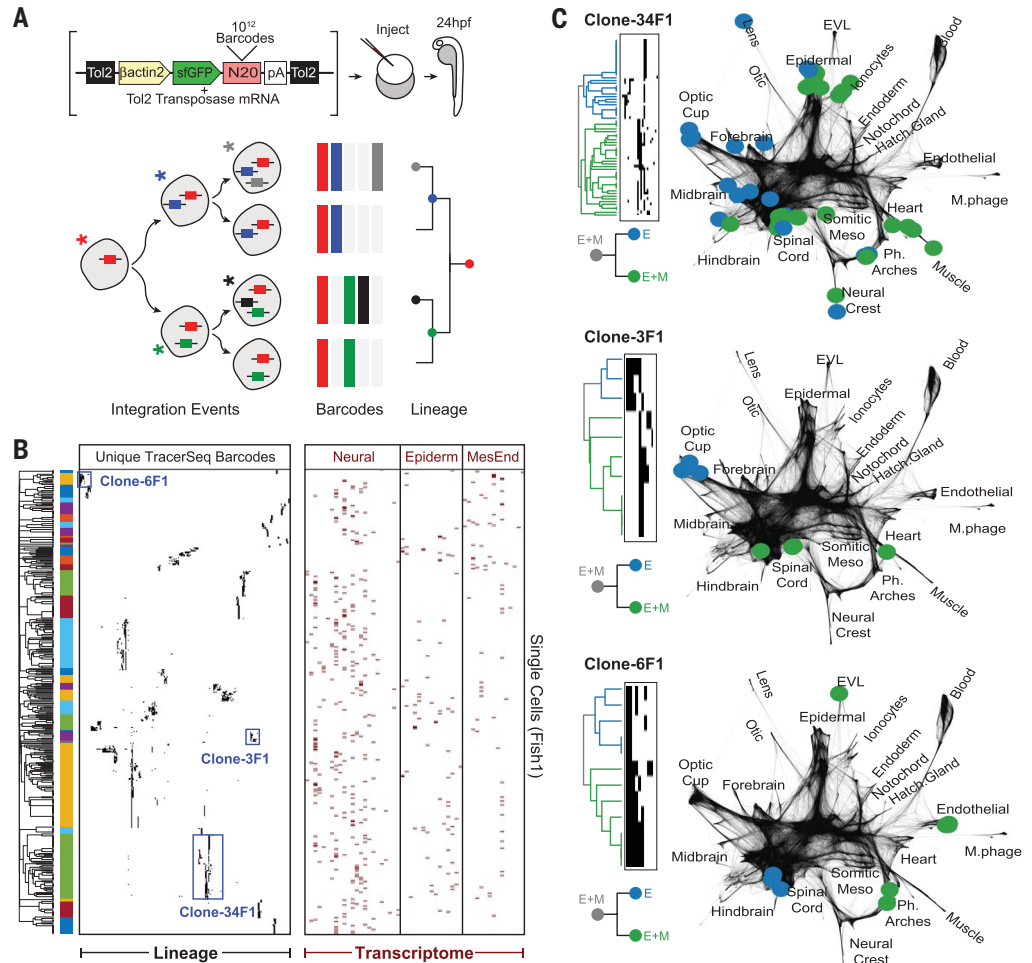 A
10¹²
Barcodes
Tol2 βactin2 sfGFP N20 pA Tol2
+
Tol2 Transposase mRNA
Inject
24hpf
*
*
*
*
*
Integration Events
Barcodes
Lineage
B
Unique TracerSeq Barcodes
Neural
Epiderm
MesEnd
Clone-6F1
Clone-3F1
Clone-34F1
Single Cells (Fish1)
Lineage
Transcriptome
C
Clone-34F1
E+M
E
E+M
Lens
EVL
Blood
Otic
Epidermal
Ionocytes
Optic
Cup
Forebrain
Endoderm
Notochord
Hatch.Gland
Endothelial
M.phage
Midbrain
Hindbrain
Spinal
Cord
Somitic
Meso
Heart
Ph.
Arches
Muscle
Neural
Crest
Clone-3F1
E+M
E
E+M
Lens
EVL
Blood
Otic
Epidermal
Ionocytes
Optic
Cup
Forebrain
Endoderm
Notochord
Hatch.Gland
Endothelial
M.phage
Midbrain
Hindbrain
Spinal
Cord
Somitic
Meso
Heart
Ph.
Arches
Muscle
Neural
Crest
Clone-6F1
E+M
E
E+M
Lens
EVL
Blood
Otic
Epidermal
Ionocytes
Optic
Cup
Forebrain
Endoderm
Notochord
Hatch.Gland
Endothelial
M.phage
Midbrain
Hindbrain
Spinal
Cord
Somitic
Meso
Heart
Ph.
Arches
Muscle
Neural
Crest